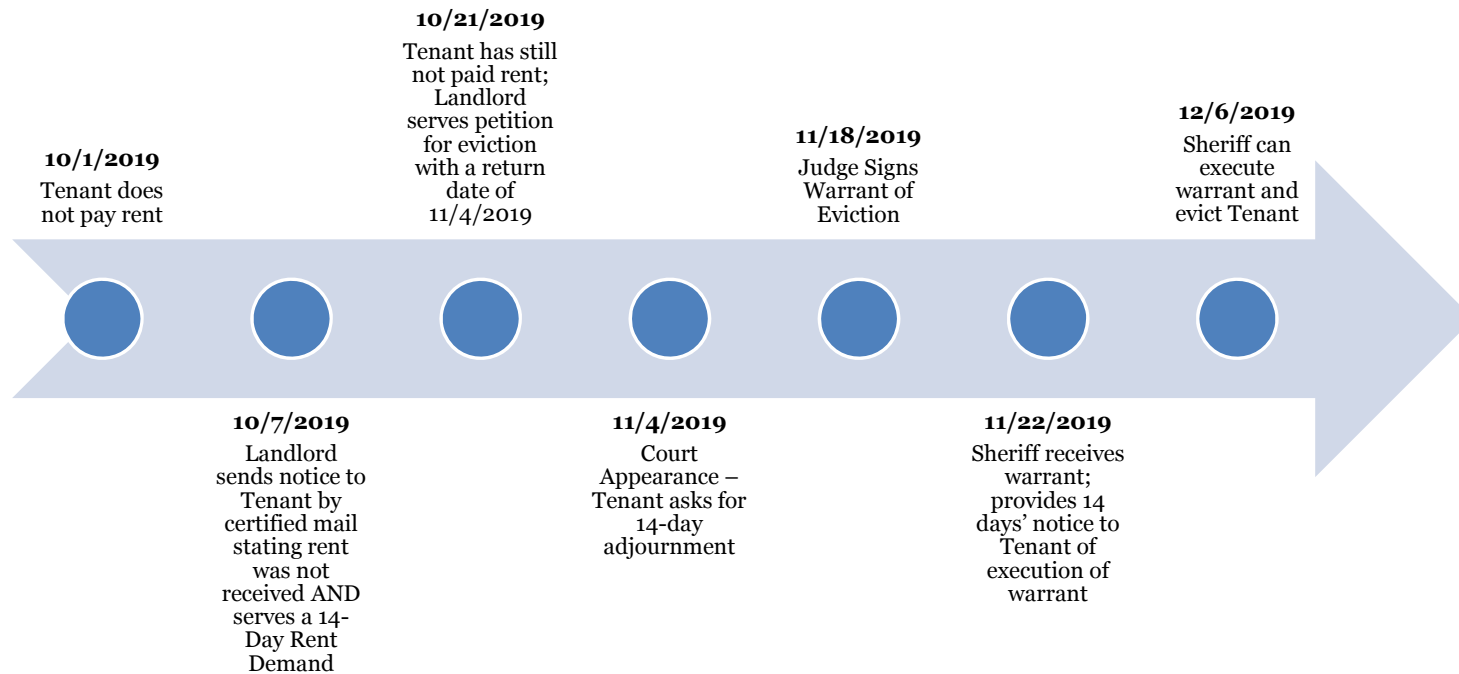 10/1/2019
Tenant does
not pay rent
10/7/2019
Landlord
sends notice to
Tenant by
certified mail
stating rent
was not
received AND
serves a 14-
Day Rent
Demand
10/21/2019
Tenant has still
not paid rent;
Landlord
serves petition
for eviction
with a return
date of
11/4/2019
11/4/2019
Court
Appearance –
Tenant asks for
14-day
adjournment
11/18/2019
Judge Signs
Warrant of
Eviction
11/22/2019
Sheriff receives
warrant;
provides 14
days’ notice to
Tenant of
execution of
warrant
12/6/2019
Sheriff can
execute
warrant and
evict Tenant